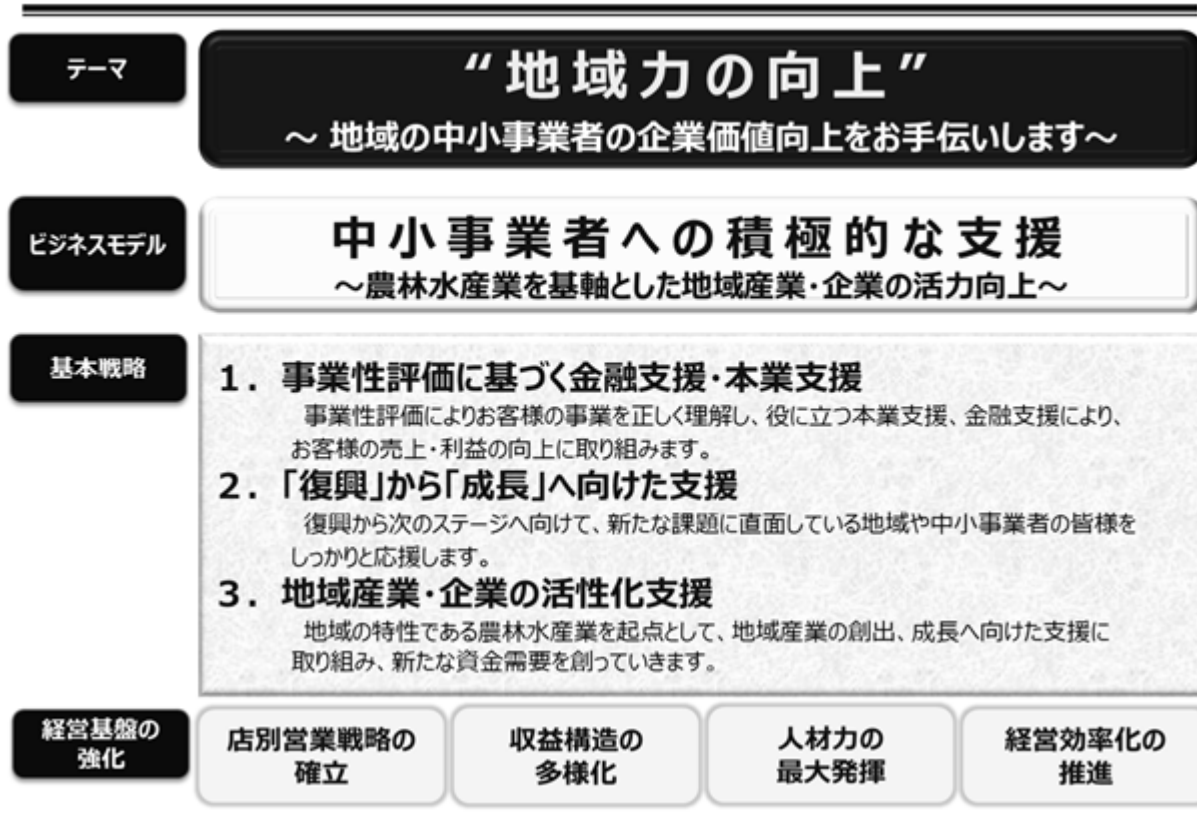 テーマ
“地域力の向上”
～ 地域の中小事業者の企業価値向上をお手伝いします～
ビジネスモデル
中小事業者への積極的な支援
～農林水産業を基軸とした地域産業・企業の活力向上～
基本戦略
１．事業性評価に基づく金融支援・本業支援
事業性評価によりお客様の事業を正しく理解し、役に立つ本業支援、金融支援により、
お客様の売上・利益の向上に取り組みます。
２．「復興」から「成長」へ向けた支援
復興から次のステージへ向けて、新たな課題に直面している地域や中小事業者の皆様を
しっかりと応援します。
３．地域産業・企業の活性化支援
地域の特性である農林水産業を起点として、地域産業の創出、成長へ向けた支援に
取り組み、新たな資金需要を創っていきます。
経営基盤の
強化
店別営業戦略の
確立
収益構造の
多様化
人材力の
最大発揮
経営効率化の
推進